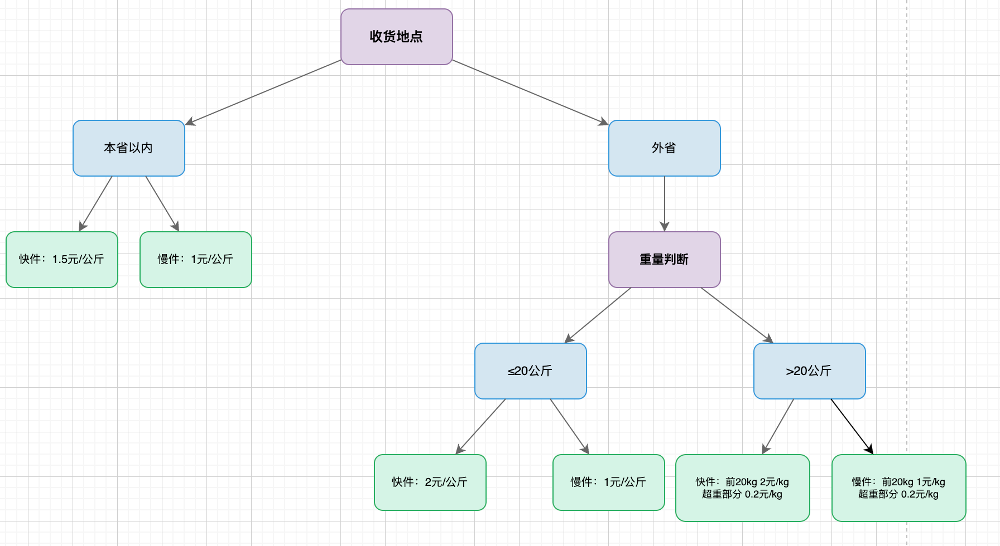 收货地点
本省以内
外省
快件：1.5元/公斤
慢件：1元/公斤
重量判断
≤20公斤
>20公斤
快件：2元/公斤
慢件：1元/公斤
快件：前20kg 2元/kg
超重部分 0.2元/kg
慢件：前20kg 1元/kg
超重部分 0.2元/kg